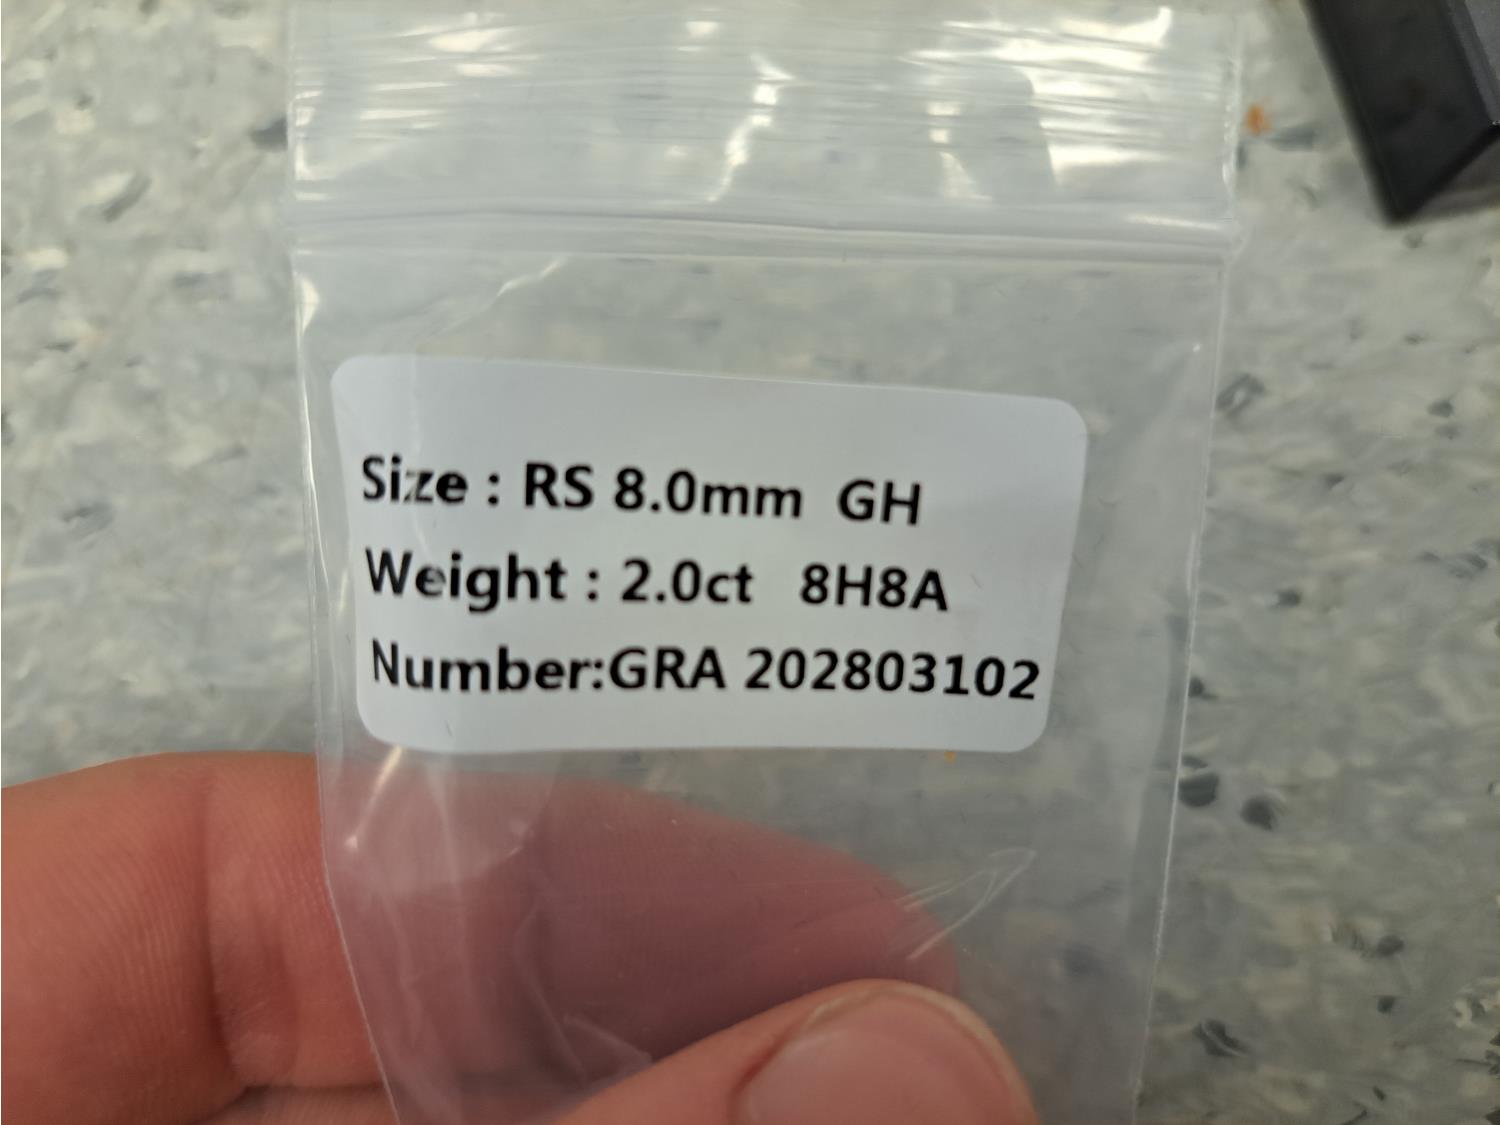 Size : RS 8.0mm GH
Weight : 2.0ct 8H8A
Number:GRA 202803102